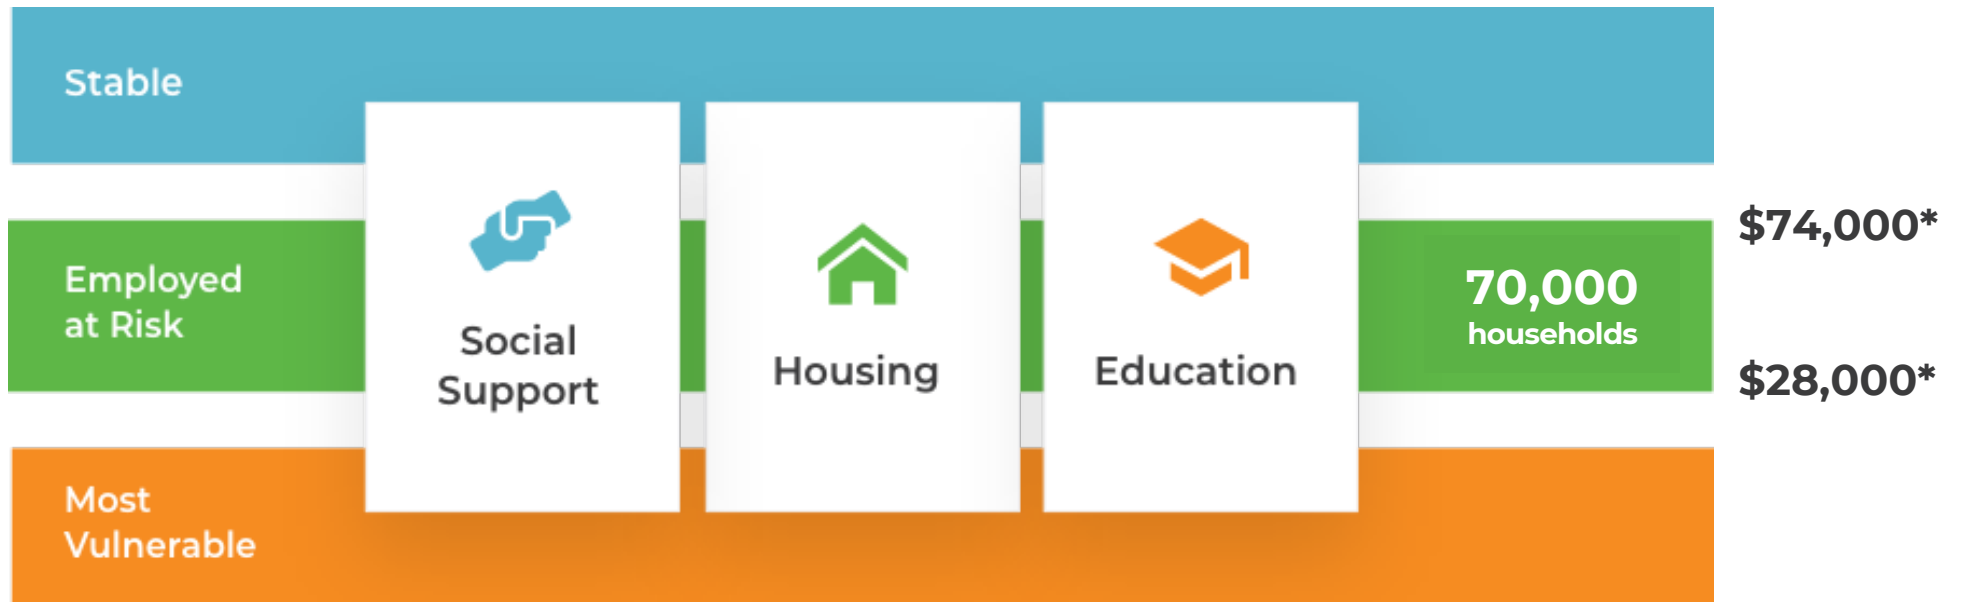 Stable
Employed
at Risk
Most
Vulnerable
Social
Support
Housing
Education
70,000
households
$74,000*
$28,000*